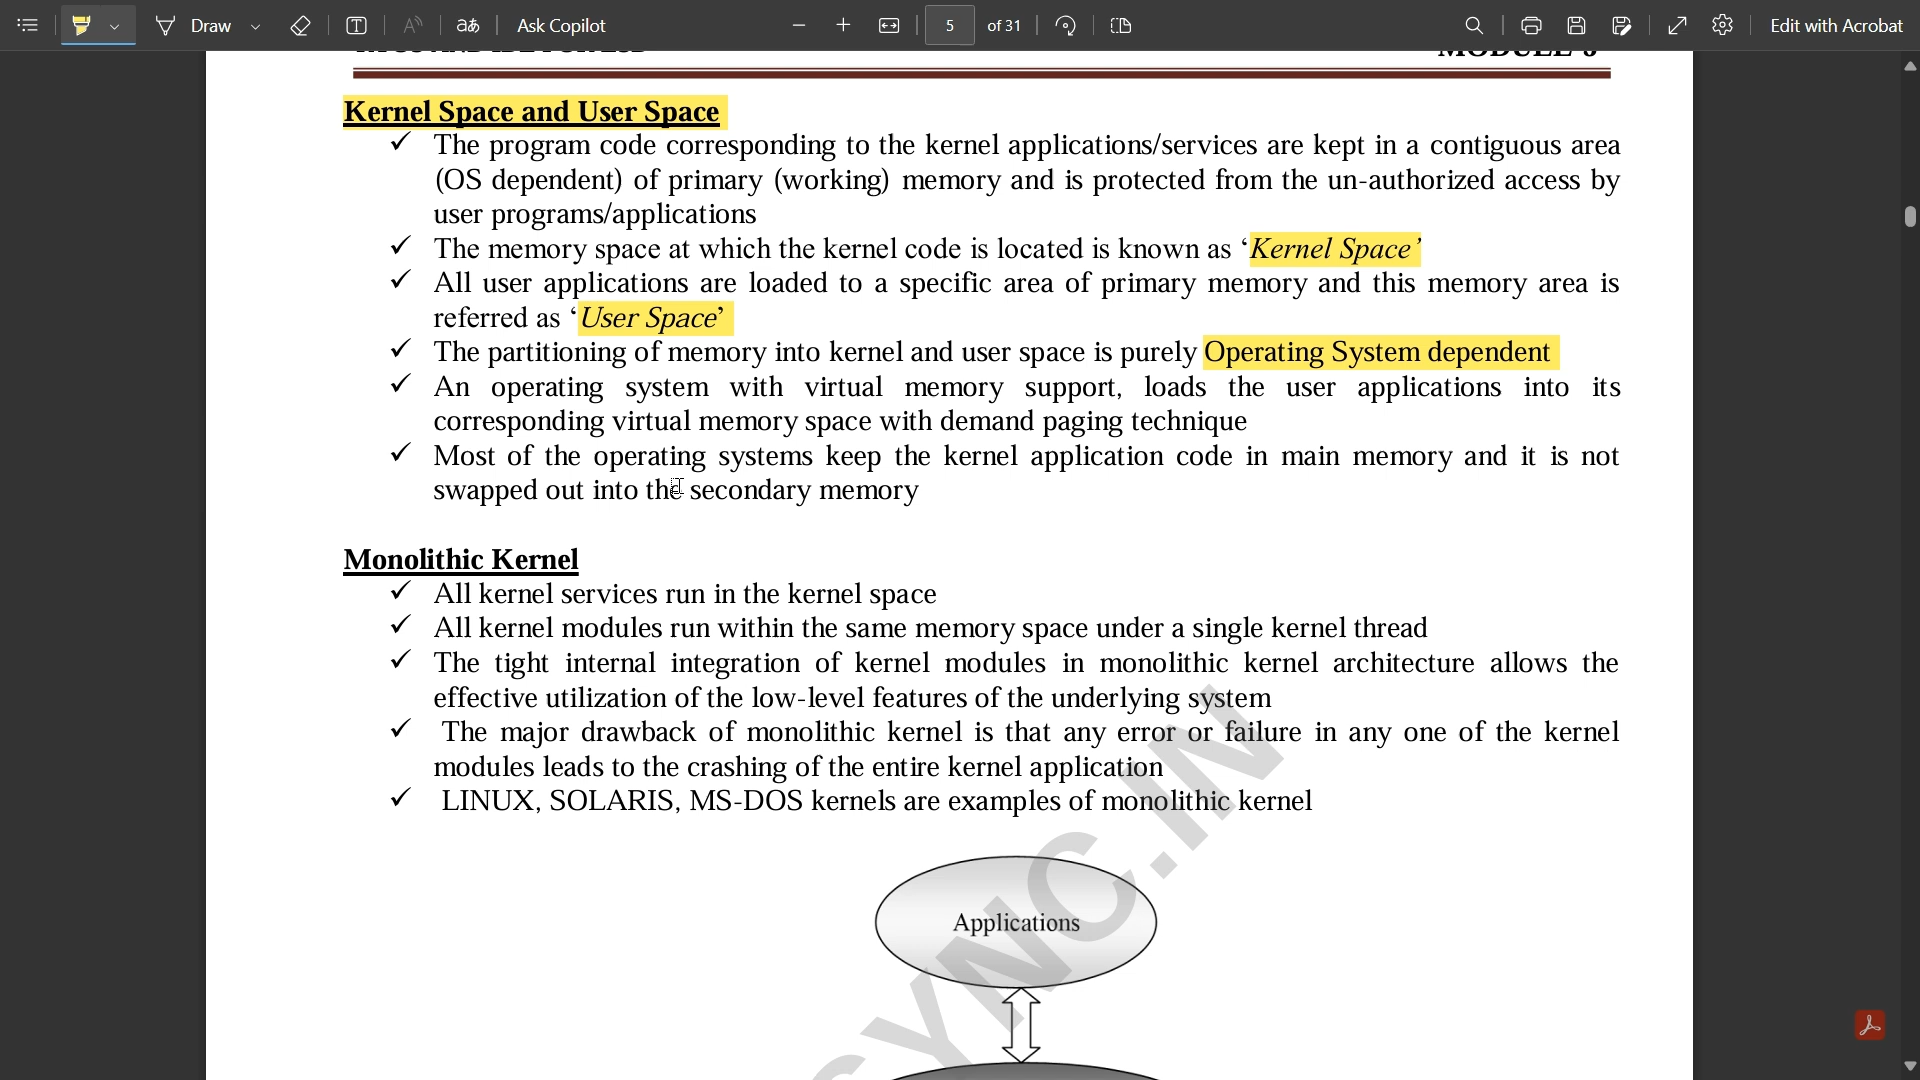 Draw
Ask Copilot
5 of 31
Edit with Acrobat
Kernel Space and User Space
✓ The program code corresponding to the kernel applications/services are kept in a contiguous area
(OS dependent) of primary (working) memory and is protected from the un-authorized access by
user programs/applications
✓ The memory space at which the kernel code is located is known as ‘Kernel Space’
✓ All user applications are loaded to a specific area of primary memory and this memory area is
referred as ‘User Space’
✓ The partitioning of memory into kernel and user space is purely Operating System dependent
✓ An operating system with virtual memory support, loads the user applications into its
corresponding virtual memory space with demand paging technique
✓ Most of the operating systems keep the kernel application code in main memory and it is not
swapped out into the secondary memory
Monolithic Kernel
✓ All kernel services run in the kernel space
✓ All kernel modules run within the same memory space under a single kernel thread
✓ The tight internal integration of kernel modules in monolithic kernel architecture allows the
effective utilization of the low-level features of the underlying system
✓ The major drawback of monolithic kernel is that any error or failure in any one of the kernel
modules leads to the crashing of the entire kernel application
✓ LINUX, SOLARIS, MS-DOS kernels are examples of monolithic kernel
Applications
SYNC.IN